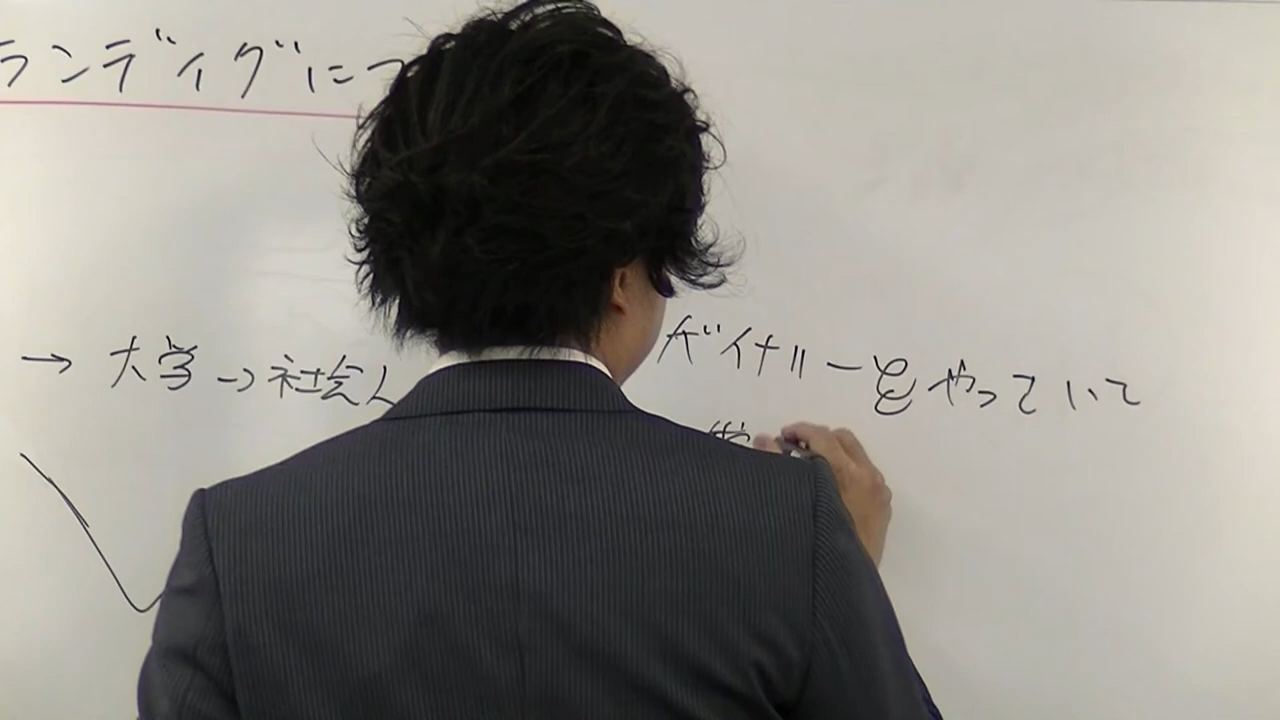 ランディグにつ
→ 大学→社会人
バイナリーをやっていて